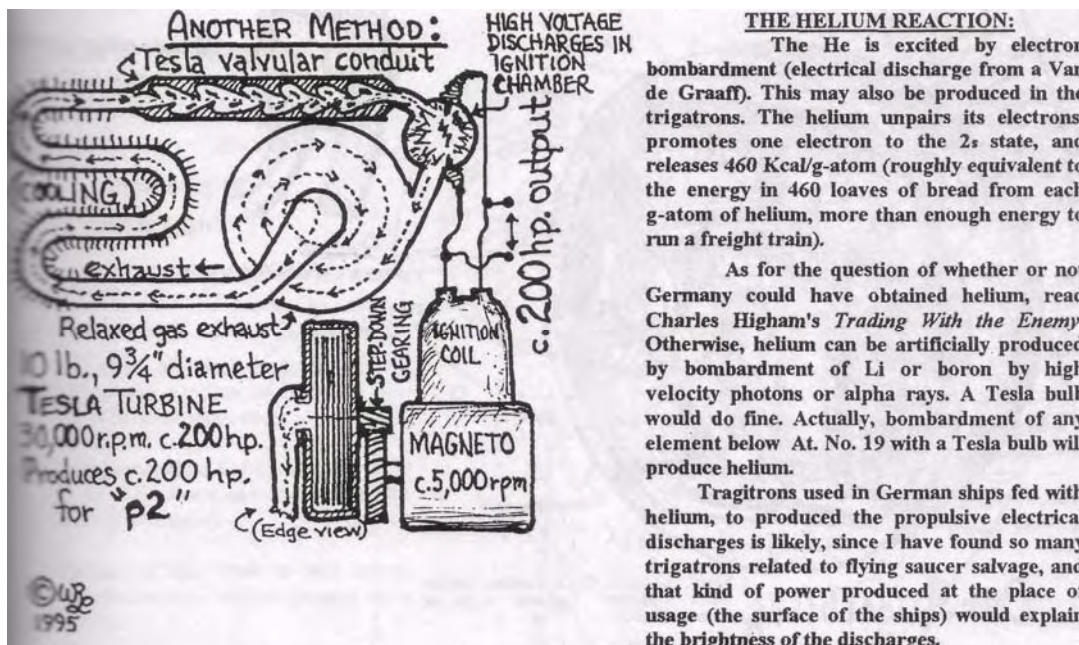 ANOTHER METHOD:
Tesla valvular conduit
HIGH VOLTAGE
DISCHARGES IN
IGNITION
CHAMBER
COOLING)
exhaust
c.200 hp. output
Relaxed gas exhaust
10 lb., 9 3/4" diameter
TESLA TURBINE
30,000 r.p.m. c.200 hp.
Produces c.200 hp.
for "p2"
STEP DOWN
GEARING
IGNITION
COIL
MAGNETO
c.5,000 rpm
(Edge view)
©
1995
THE HELIUM REACTION:
The He is excited by electron
bombardment (electrical discharge from a Van
de Graaff). This may also be produced in the
trigatrons. The helium unpairs its electrons,
promotes one electron to the 2s state, and
releases 460 Kcal/g-atom (roughly equivalent to
the energy in 460 loaves of bread from each
g-atom of helium, more than enough energy to
run a freight train).
As for the question of whether or not
Germany could have obtained helium, read
Charles Higham's Trading With the Enemy.
Otherwise, helium can be artificially produced
by bombardment of Li or boron by high
velocity photons or alpha rays. A Tesla bulb
would do fine. Actually, bombardment of any
element below At. No. 19 with a Tesla bulb will
produce helium.
Tragitrons used in German ships fed with
helium, to produced the propulsive electrical
discharges is likely, since I have found so many
trigatrons related to flying saucer salvage, and
that kind of power produced at the place of
usage (the surface of the ships) would explain
the brightness of the discharges.